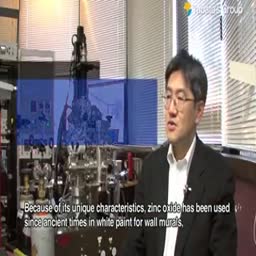 Because of its unique characteristics, zinc oxide has been used
since ancient times in white paint for wall murals.